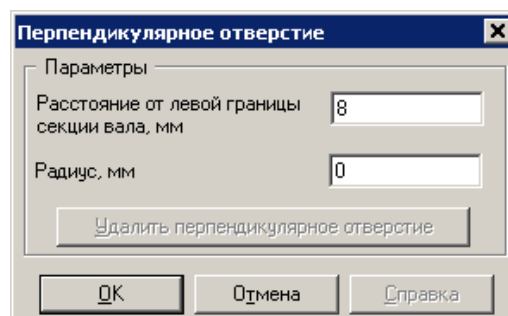 Перпендикулярное отверстие
Параметры
Расстояние от левой границы
секции вала, мм
8
Радиус, мм
0
Удалить перпендикулярное отверстие
OK
Отмена
Справка